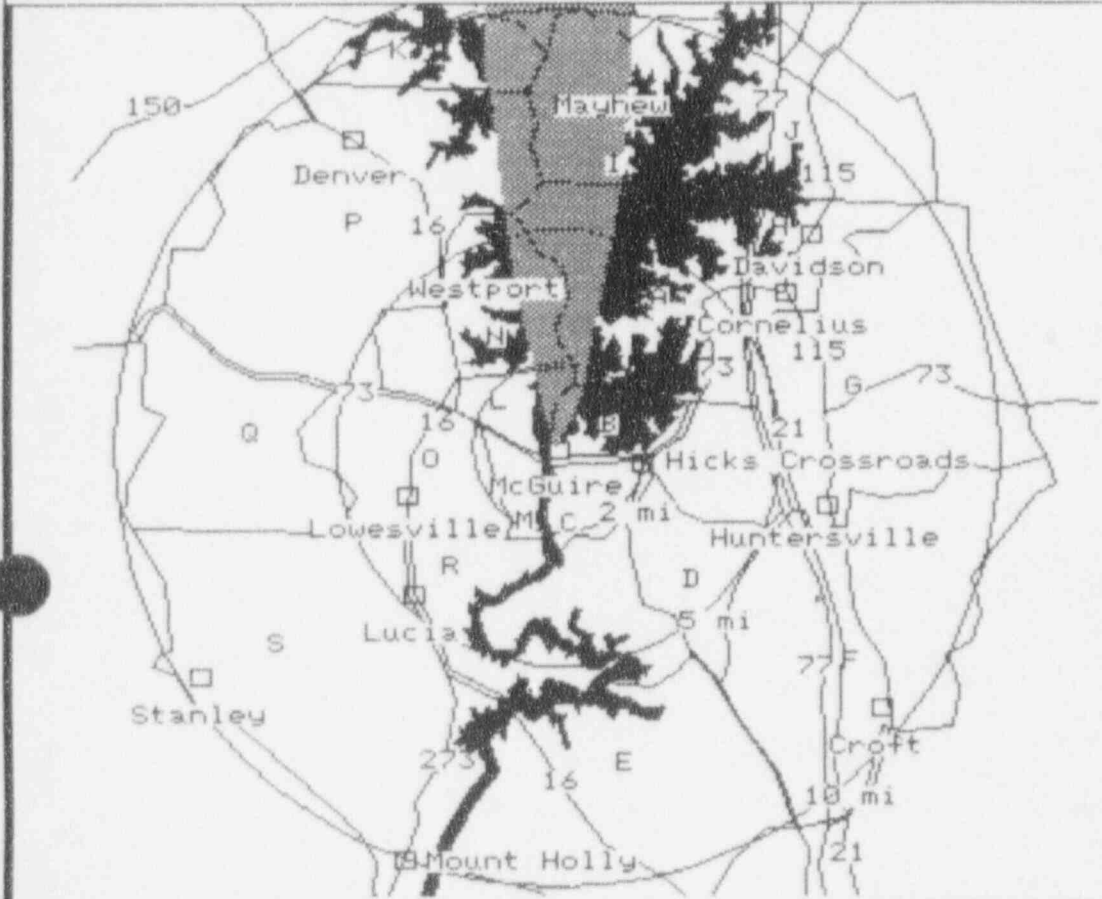 K
150
Mayhew
77
J
Denver
I
115
P
16
H
Davidson
Westport
A
Cornelius
N
115
73
73
G
73
L
16
B
21
Q
O
Hicks Crossroads
McGuire
2 mi
M
C
Lowesville
Huntersville
R
D
5 mi
Lucia
S
77
F
Stanley
Croft
273
E
16
10 mi
21
Mount Holly